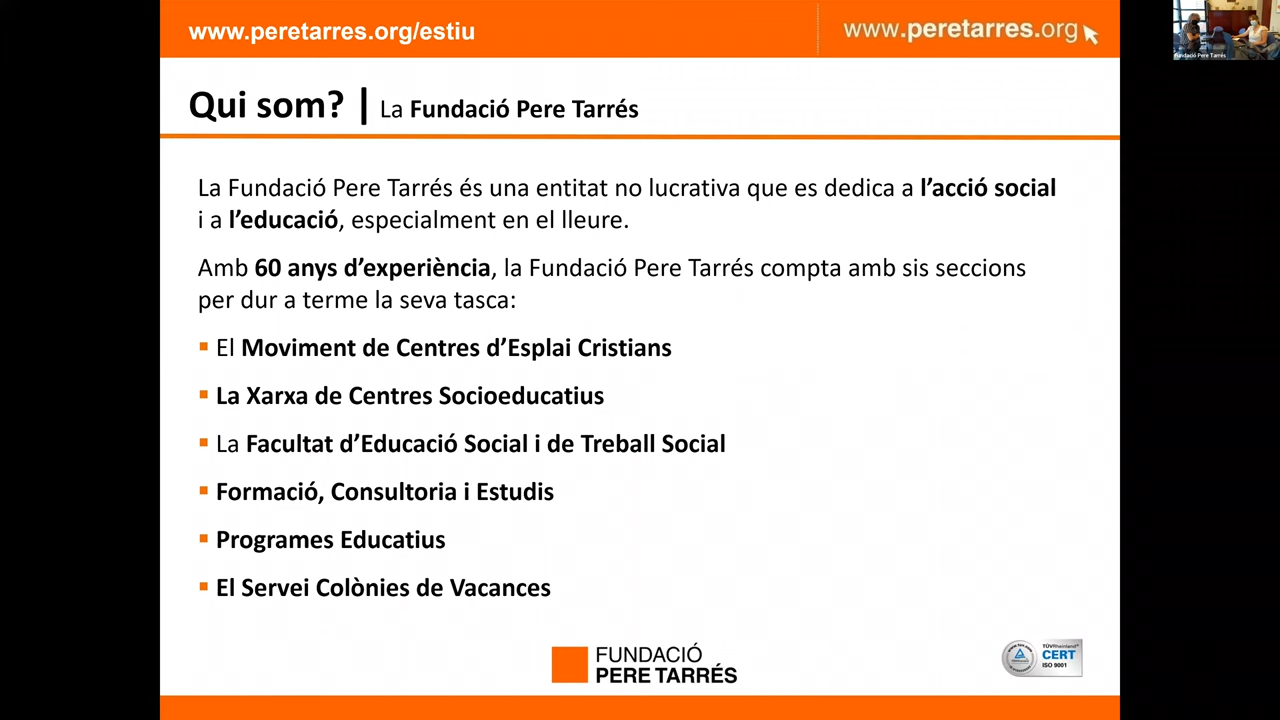 www.peretarres.org/estiu
www.peretarres.org
Fundació Pere Tarrés
Qui som? | La Fundació Pere Tarrés
La Fundació Pere Tarrés és una entitat no lucrativa que es dedica a l’acció social
i a l’educació, especialment en el lleure.
Amb 60 anys d’experiència, la Fundació Pere Tarrés compta amb sis seccions
per dur a terme la seva tasca:
▪ El Moviment de Centres d’Esplai Cristians
▪ La Xarxa de Centres Socioeducatius
▪ La Facultat d’Educació Social i de Treball Social
▪ Formació, Consultoria i Estudis
▪ Programes Educatius
▪ El Servei Colònies de Vacances
FUNDACIÓ
PERE TARRÉS
TÜVRheinland
CERT
ISO 9001